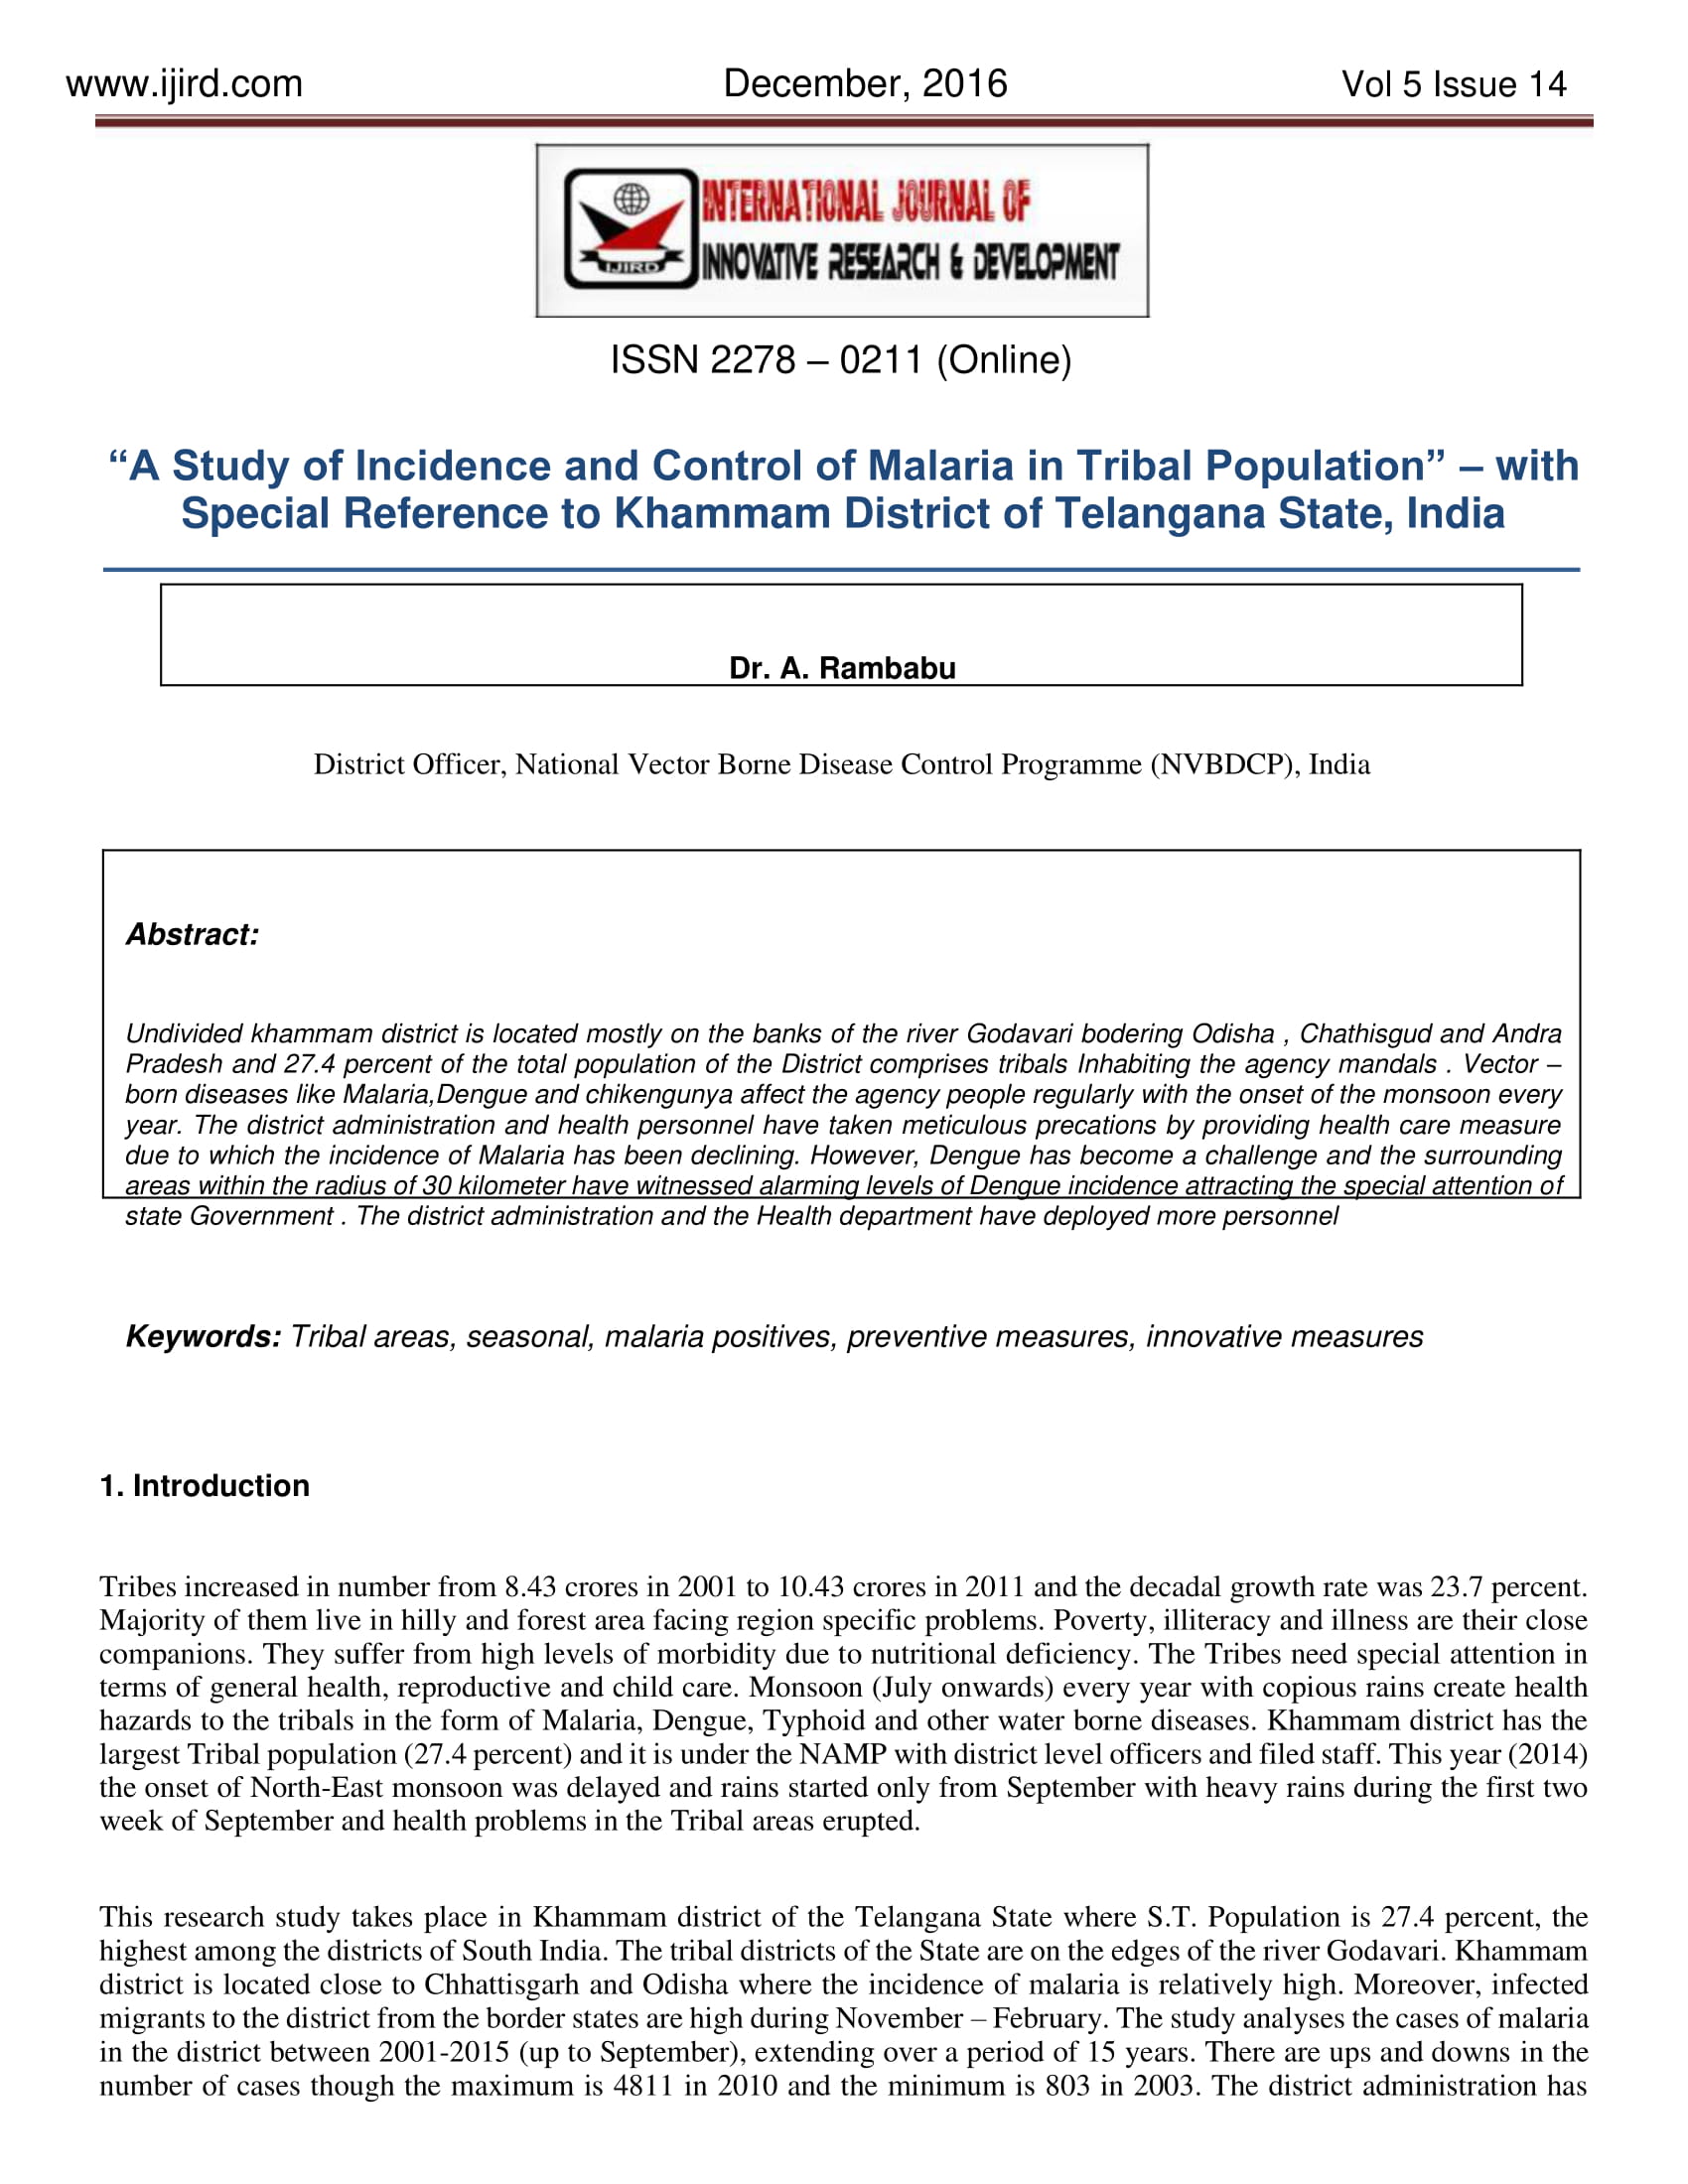 www.ijird.com December, 2016 Vol 5 Issue 14
INTERNATIONAL JOURNAL OF
INNOVATIVE RESEARCH & DEVELOPMENT
IJIRD
ISSN 2278 – 0211 (Online)
“A Study of Incidence and Control of Malaria in Tribal Population” – with
Special Reference to Khammam District of Telangana State, India
Dr. A. Rambabu
District Officer, National Vector Borne Disease Control Programme (NVBDCP), India
Abstract:
Undivided khammam district is located mostly on the banks of the river Godavari bodering Odisha , Chathisgud and Andra
Pradesh and 27.4 percent of the total population of the District comprises tribals Inhabiting the agency mandals . Vector –
born diseases like Malaria,Dengue and chikengunya affect the agency people regularly with the onset of the monsoon every
year. The district administration and health personnel have taken meticulous precations by providing health care measure
due to which the incidence of Malaria has been declining. However, Dengue has become a challenge and the surrounding
areas within the radius of 30 kilometer have witnessed alarming levels of Dengue incidence attracting the special attention of
state Government . The district administration and the Health department have deployed more personnel
Keywords: Tribal areas, seasonal, malaria positives, preventive measures, innovative measures
1. Introduction
Tribes increased in number from 8.43 crores in 2001 to 10.43 crores in 2011 and the decadal growth rate was 23.7 percent.
Majority of them live in hilly and forest area facing region specific problems. Poverty, illiteracy and illness are their close
companions. They suffer from high levels of morbidity due to nutritional deficiency. The Tribes need special attention in
terms of general health, reproductive and child care. Monsoon (July onwards) every year with copious rains create health
hazards to the tribals in the form of Malaria, Dengue, Typhoid and other water borne diseases. Khammam district has the
largest Tribal population (27.4 percent) and it is under the NAMP with district level officers and filed staff. This year (2014)
the onset of North-East monsoon was delayed and rains started only from September with heavy rains during the first two
week of September and health problems in the Tribal areas erupted.
This research study takes place in Khammam district of the Telangana State where S.T. Population is 27.4 percent, the
highest among the districts of South India. The tribal districts of the State are on the edges of the river Godavari. Khammam
district is located close to Chhattisgarh and Odisha where the incidence of malaria is relatively high. Moreover, infected
migrants to the district from the border states are high during November – February. The study analyses the cases of malaria
in the district between 2001-2015 (up to September), extending over a period of 15 years. There are ups and downs in the
number of cases though the maximum is 4811 in 2010 and the minimum is 803 in 2003. The district administration has